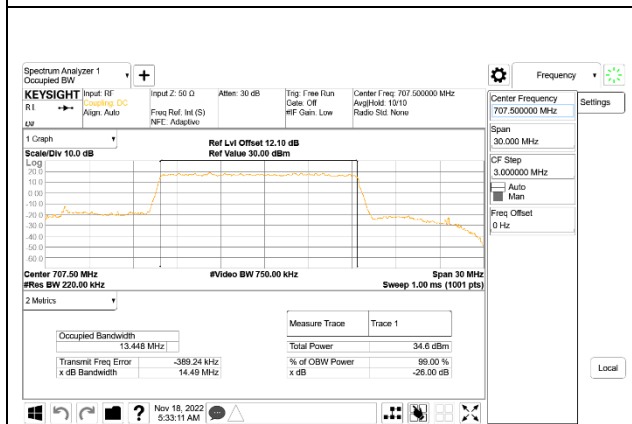 Spectrum Analyzer 1
Occupied BW
+
Frequency
KEYSIGHT
Input: RF
Coupling: DC
Align: Auto
Input Z: 50 Ω
Freq Ref: Int (S)
NFE: Adaptive
Atten: 30 dB
Trig: Free Run
Gate: Off
#IF Gain: Low
Center Freq: 707.500000 MHz
Avg|Hold: 10/10
Radio Std: None
Center Frequency
707.500000 MHz
Settings
Span
30.000 MHz
CF Step
3.000000 MHz
Auto
Man
Freq Offset
0 Hz
1 Graph
Scale/Div 10.0 dB
Ref Lvl Offset 12.10 dB
Ref Value 30.00 dBm
Log
20.0
10.0
0.00
-10.0
-20.0
-30.0
-40.0
-50.0
-60.0
Center 707.50 MHz
#Video BW 750.00 kHz
Span 30 MHz
#Res BW 220.00 kHz
Sweep 1.00 ms (1001 pts)
2 Metrics
Measure Trace
Trace 1
Occupied Bandwidth
13.448 MHz
Total Power
34.6 dBm
Transmit Freq Error
-389.24 kHz
% of OBW Power
99.00 %
x dB Bandwidth
14.49 MHz
x dB
-26.00 dB
Local
?
Nov 18, 2022
5:33:11 AM